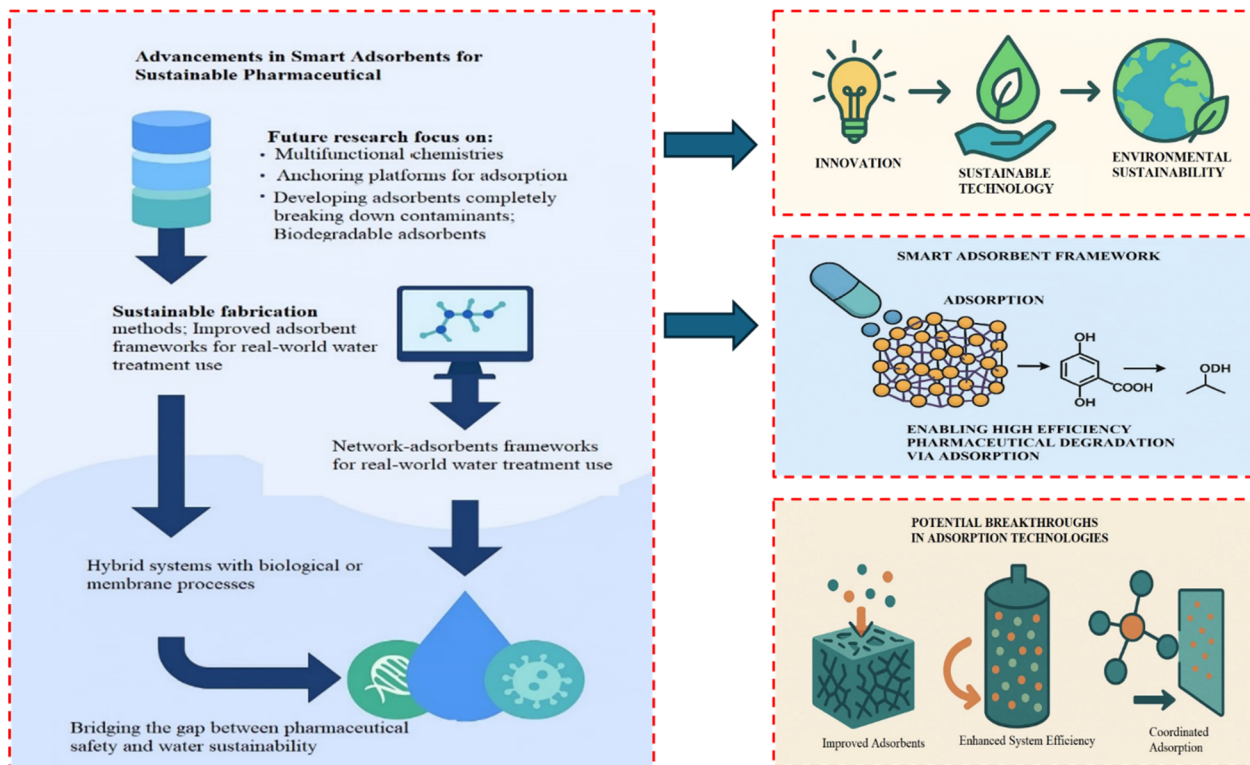 Advancements in Smart Adsorbents for
Sustainable Pharmaceutical
Future research focus on:
• Multifunctional chemistries
• Anchoring platforms for adsorption
• Developing adsorbents completely
breaking down contaminants;
Biodegradable adsorbents
Sustainable fabrication
methods; Improved adsorbent
frameworks for real-world water
treatment use
Network-adsorbents frameworks
for real-world water treatment use
Hybrid systems with biological or
membrane processes
Bridging the gap between pharmaceutical
safety and water sustainability
INNOVATION
SUSTAINABLE
TECHNOLOGY
ENVIRONMENTAL
SUSTAINABILITY
SMART ADSORBENT FRAMEWORK
ADSORPTION
OH
COOH
OH
ODH
ENABLING HIGH EFFICIENCY
PHARMACEUTICAL DEGRADATION
VIA ADSORPTION
POTENTIAL BREAKTHROUGHS
IN ADSORPTION TECHNOLOGIES
Improved Adsorbents
Enhanced System Efficiency
Coordinated
Adsorption